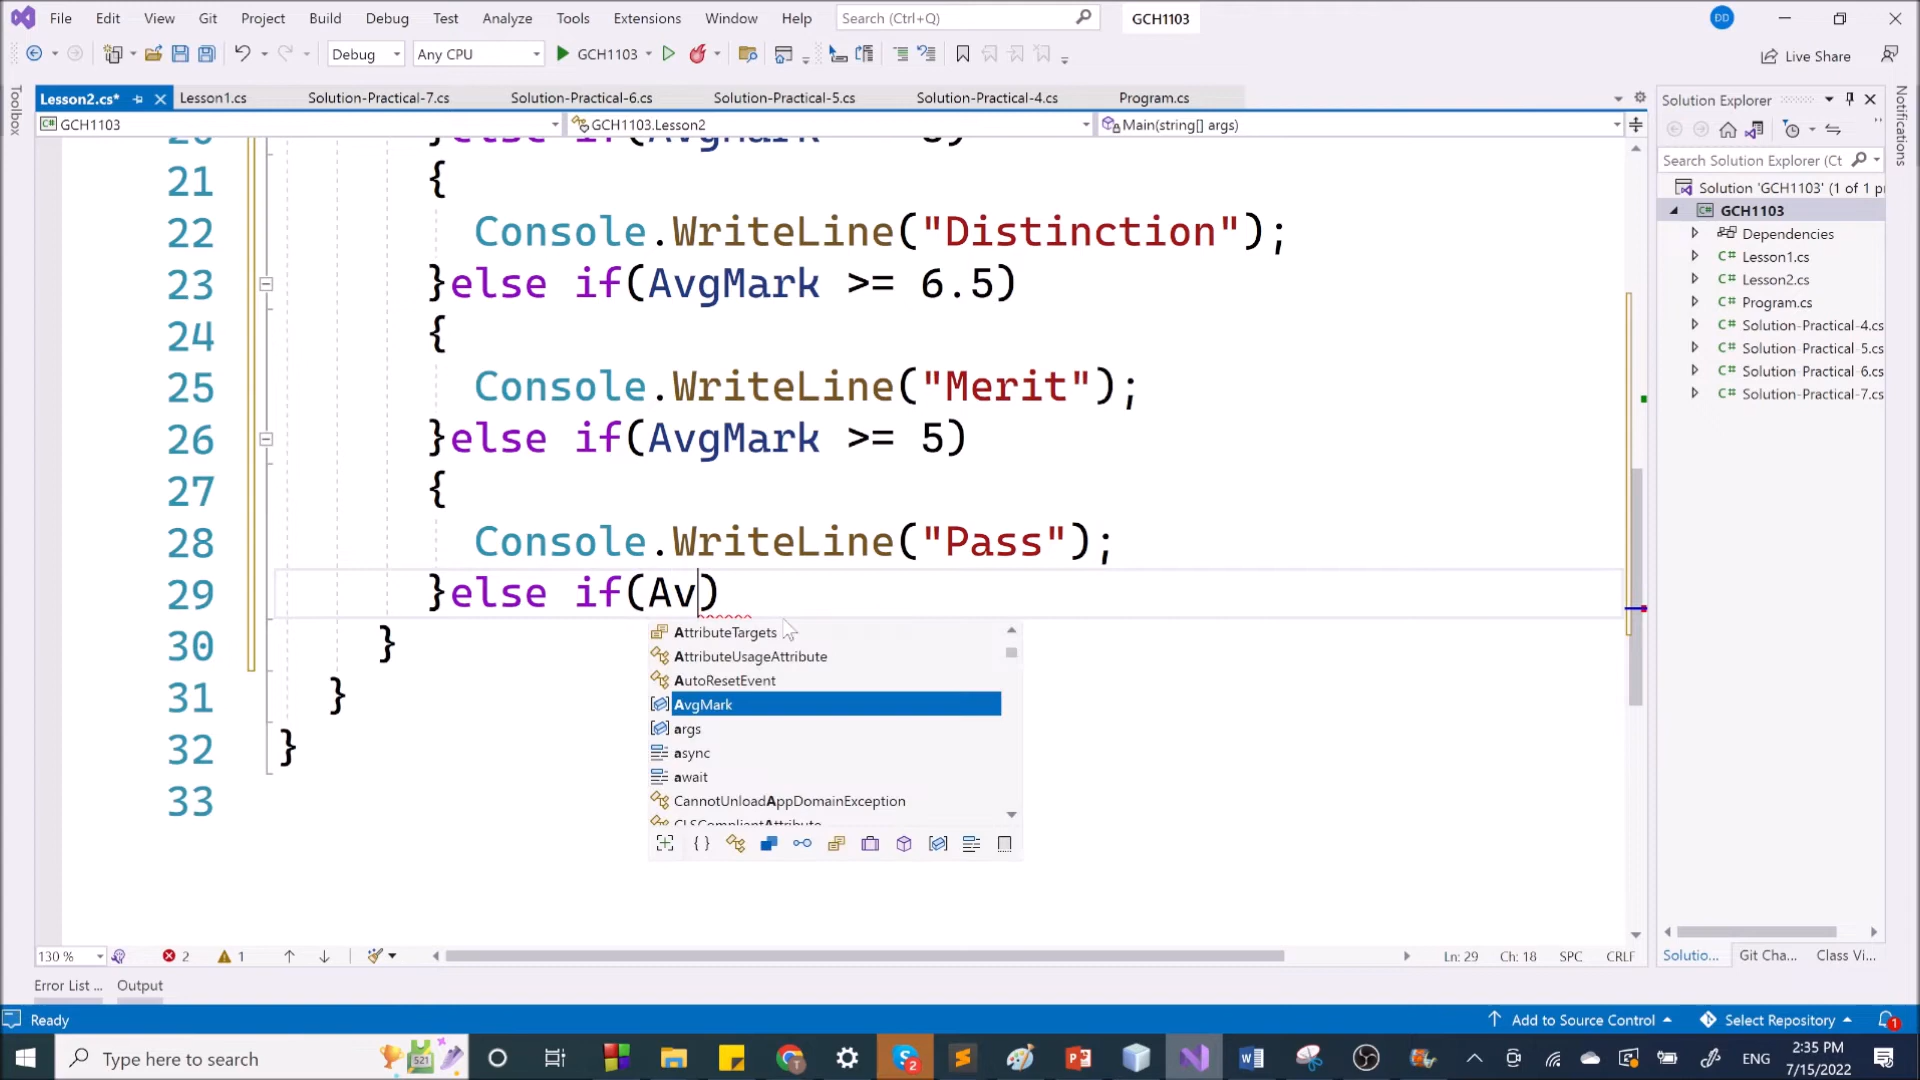 File Edit View Git Project Build Debug Test Analyze Tools Extensions Window Help Search (Ctrl+Q) GCH1103 DD
Debug Any CPU GCH1103 Live Share
Toolbox
Lesson2.cs* Lesson1.cs Solution-Practical-7.cs Solution-Practical-6.cs Solution-Practical-5.cs Solution-Practical-4.cs Program.cs
GCH1103 GCH1103.Lesson2 Main(string[] args)
21 {
22 Console.WriteLine("Distinction");
23 }else if(AvgMark >= 6.5)
24 {
25 Console.WriteLine("Merit");
26 }else if(AvgMark >= 5)
27 {
28 Console.WriteLine("Pass");
29 }else if(Av)
30 }
31 }
32 }
33
AttributeTargets
AttributeUsageAttribute
AutoResetEvent
AvgMark
args
async
await
CannotUnloadAppDomainException
Solution Explorer
Search Solution Explorer (Ct
Solution 'GCH1103' (1 of 1 pr
GCH1103
Dependencies
C# Lesson1.cs
C# Lesson2.cs
C# Program.cs
C# Solution-Practical-4.cs
C# Solution-Practical-5.cs
C# Solution-Practical-6.cs
C# Solution-Practical-7.cs
Notifications
Solutio... Git Cha... Class Vi...
130 % 2 1 Ln: 29 Ch: 18 SPC CRLF
Error List ... Output
Ready Add to Source Control Select Repository 1
Type here to search 521 2 ENG 2:35 PM
7/15/2022